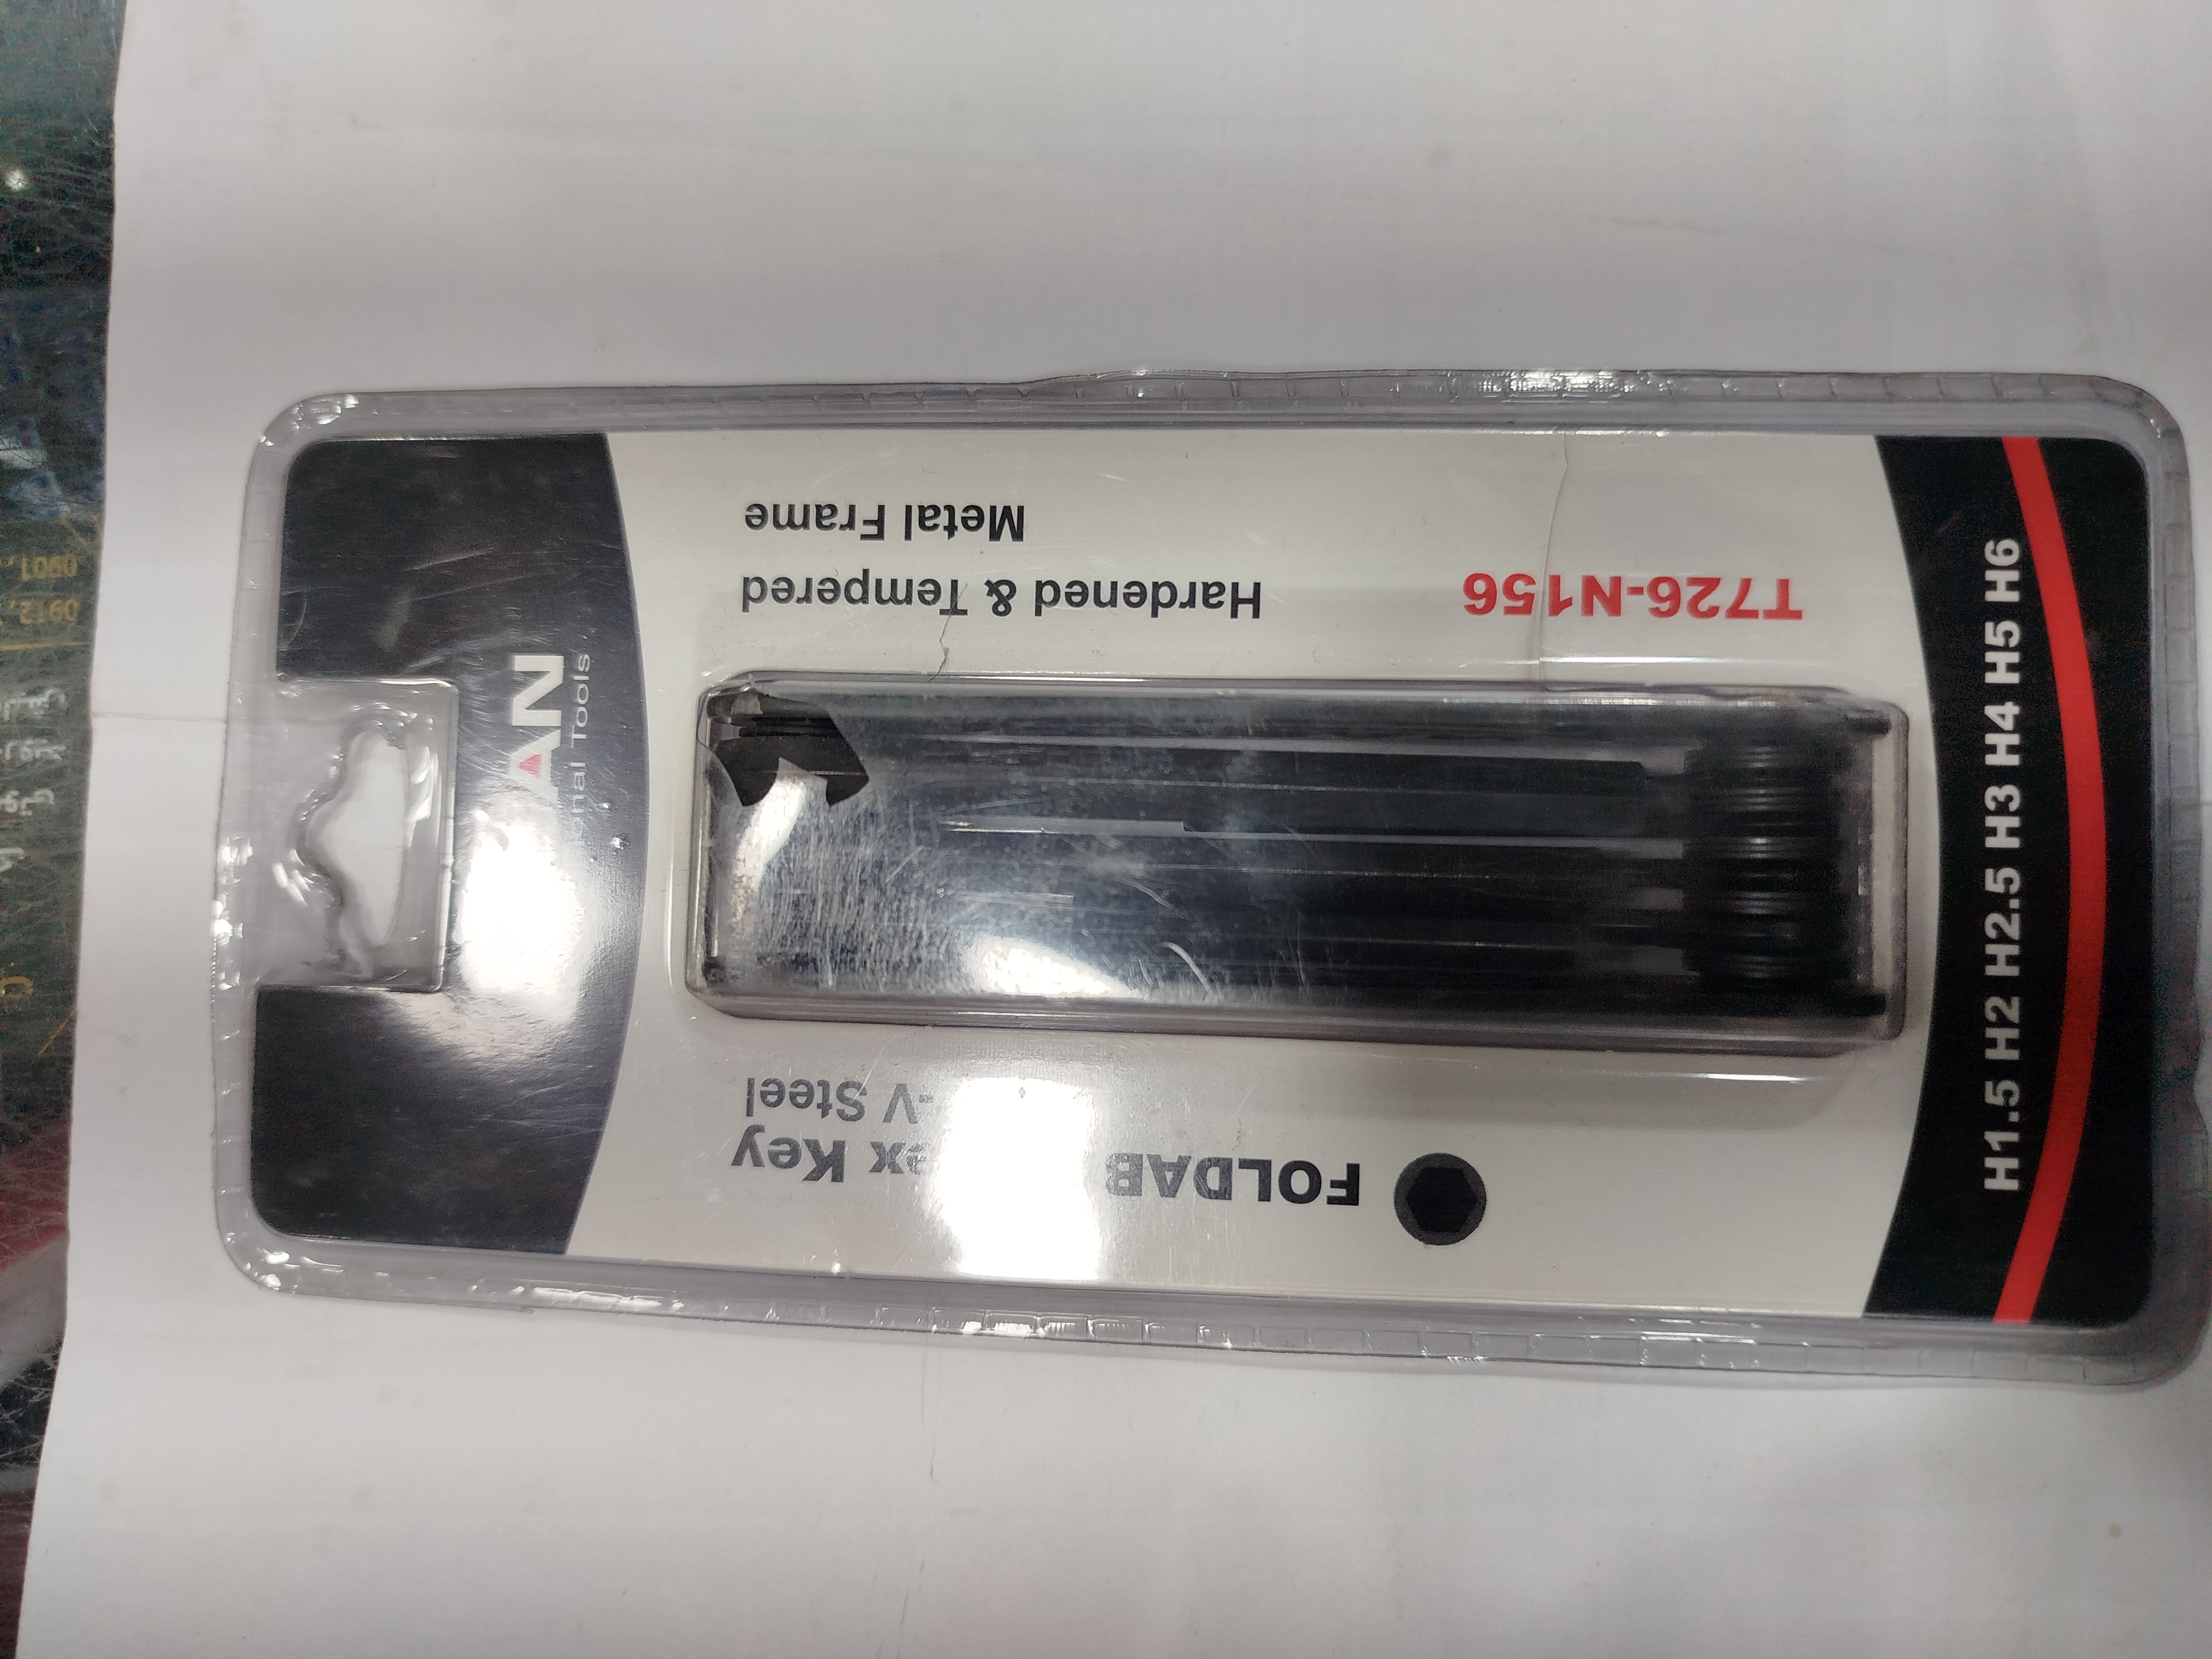 AN
Tools
FOLDAB
Key
-V Steel
T726-N156
Hardened & Tempered
Metal Frame
H1.5 H2 H2.5 H3 H4 H5 H6